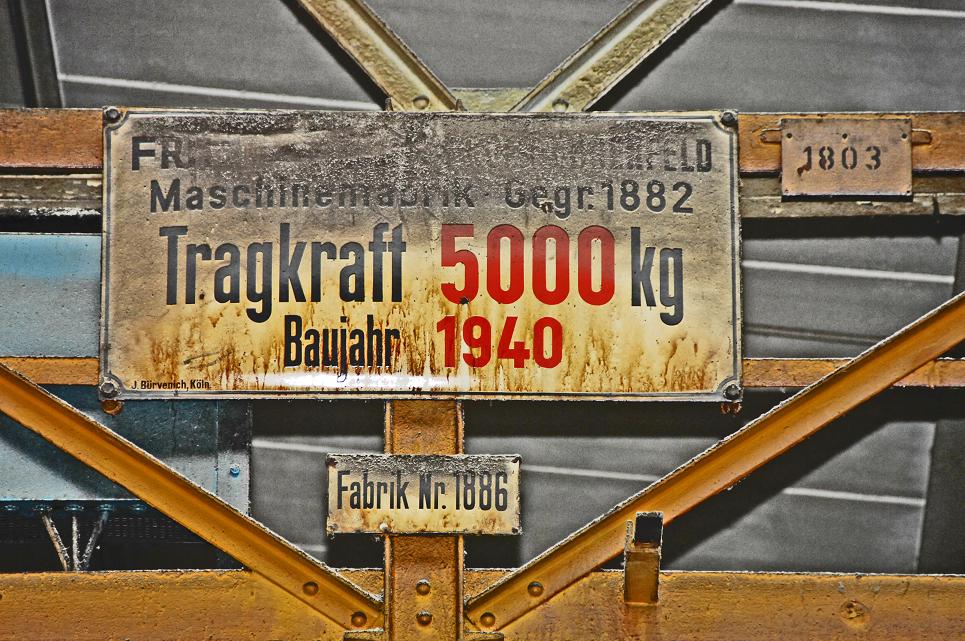 Maschinenfabrik · Gegr. 1882
Tragkraft 5000 kg
Baujahr 1940
J. Bürvenich, Köln.
1803
Fabrik Nr. 1886